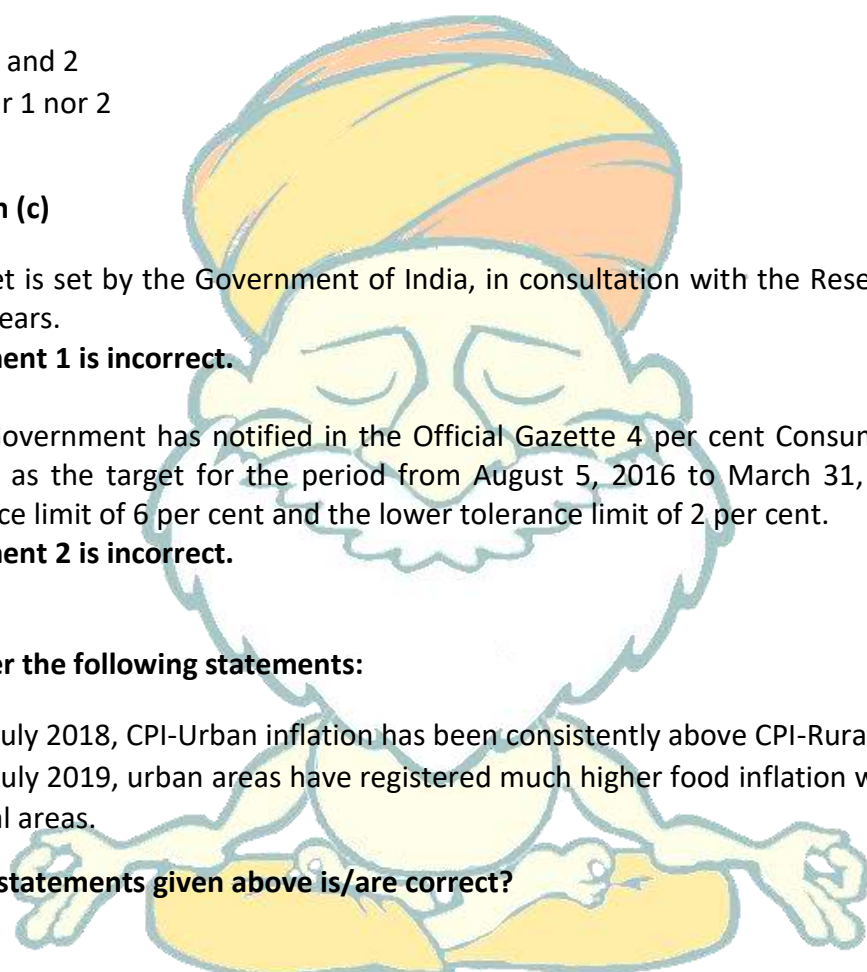 and 2
r 1 nor 2
n (c)
et is set by the Government of India, in consultation with the Rese
ears.
nent 1 is incorrect.
Government has notified in the Official Gazette 4 per cent Consun
as the target for the period from August 5, 2016 to March 31,
ce limit of 6 per cent and the lower tolerance limit of 2 per cent.
nent 2 is incorrect.
er the following statements:
uly 2018, CPI-Urban inflation has been consistently above CPI-Rura
uly 2019, urban areas have registered much higher food inflation w
al areas.
statements given above is/are correct?